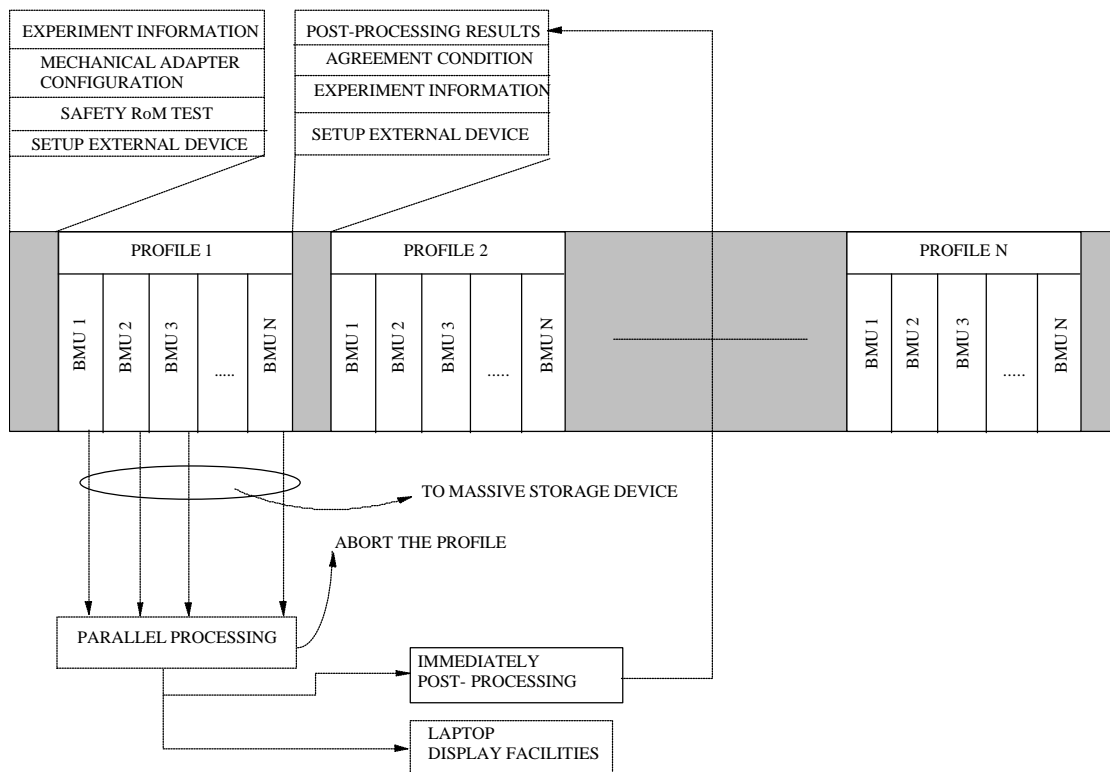 EXPERIMENT INFORMATION
MECHANICAL ADAPTER
CONFIGURATION
SAFETY RoM TEST
SETUP EXTERNAL DEVICE
POST-PROCESSING RESULTS
AGREEMENT CONDITION
EXPERIMENT INFORMATION
SETUP EXTERNAL DEVICE
PROFILE 1
BMU 1
BMU 2
BMU 3
.....
BMU N
PROFILE 2
BMU 1
BMU 2
BMU 3
.....
BMU N
PROFILE N
BMU 1
BMU 2
BMU 3
.....
BMU N
TO MASSIVE STORAGE DEVICE
ABORT THE PROFILE
PARALLEL PROCESSING
IMMEDIATELY
POST- PROCESSING
LAPTOP
DISPLAY FACILITIES